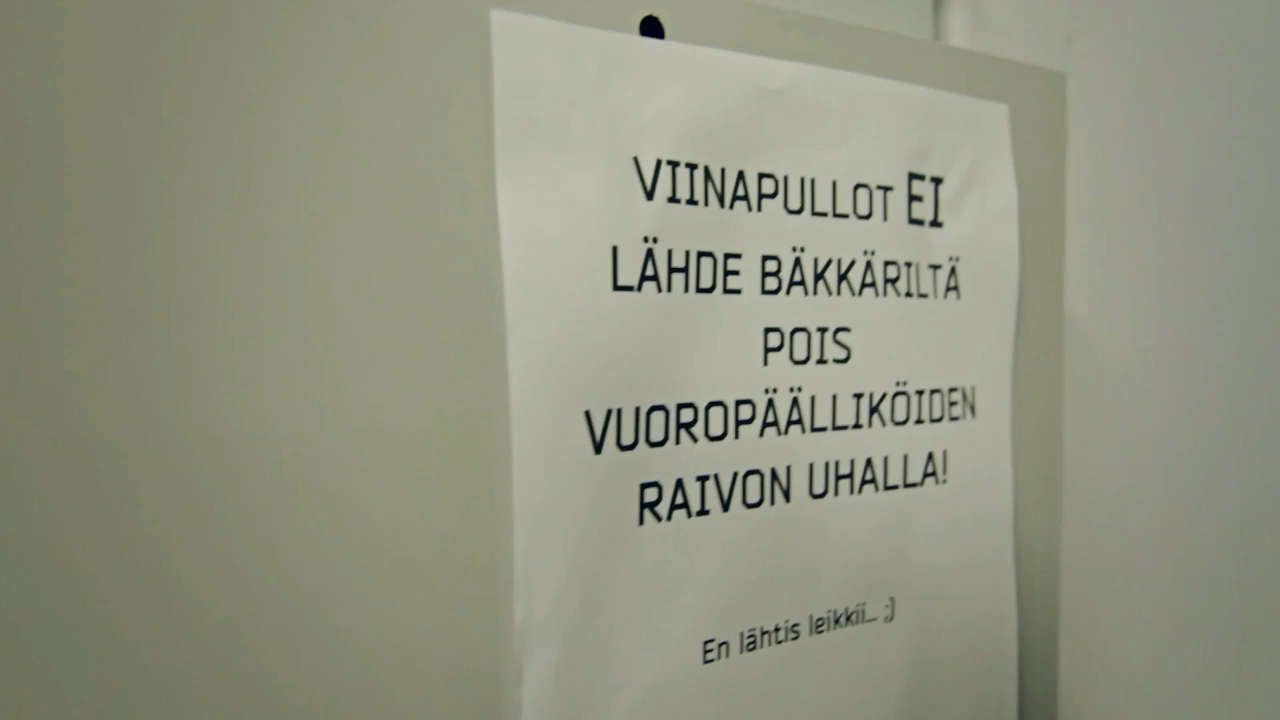 VIINAPULLOT EI
LÄHDE BÄKKÄRILTÄ
POIS
VUOROPÄÄLLIKÖIDEN
RAIVON UHALLA!
En lähtis leikkii... ;)